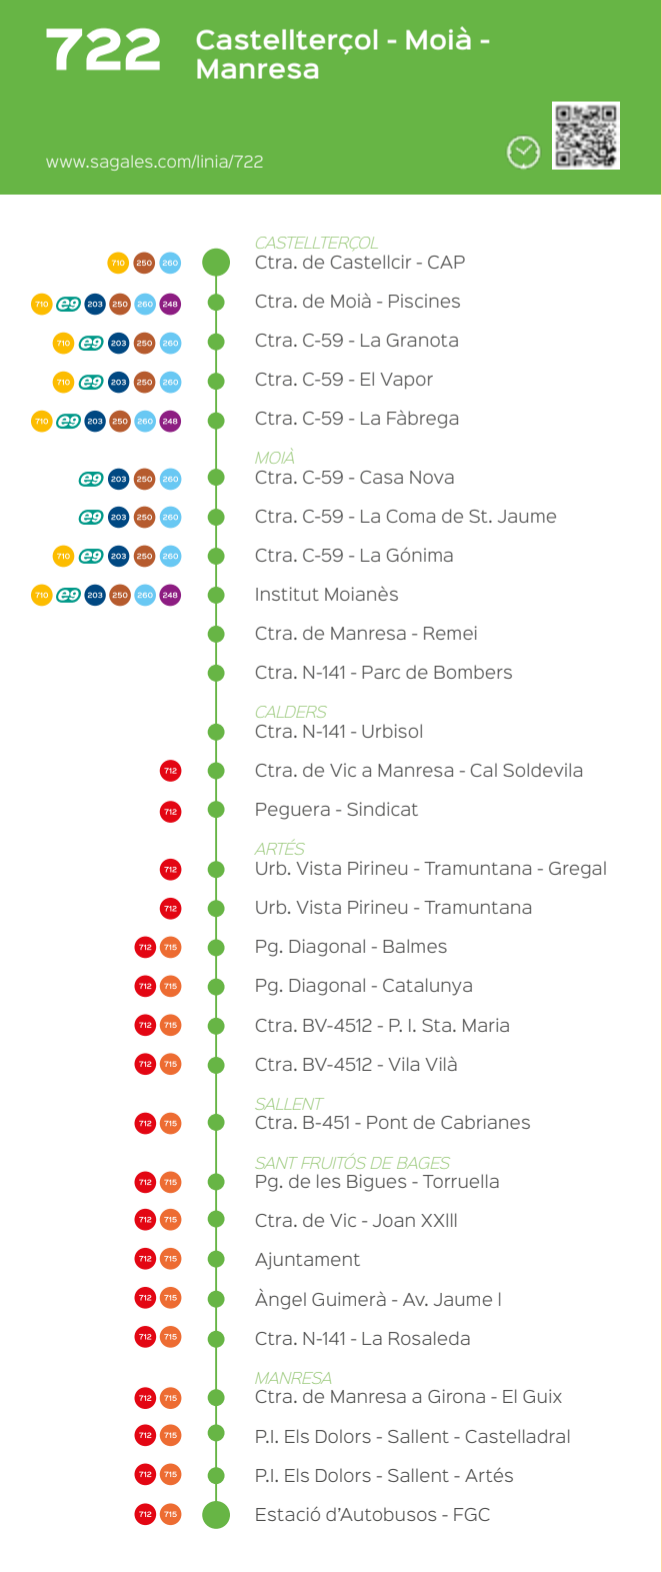 722
Castellterçol - Moià -
Manresa
www.sagales.com/linia/722
CASTELLTERÇOL
710 250 260 Ctra. de Castellcir - CAP
710 e9 203 250 260 248 Ctra. de Moià - Piscines
710 e9 203 250 260 Ctra. C-59 - La Granota
710 e9 203 250 260 Ctra. C-59 - El Vapor
710 e9 203 250 260 248 Ctra. C-59 - La Fàbrega
MOIÀ
e9 203 250 260 Ctra. C-59 - Casa Nova
e9 203 250 260 Ctra. C-59 - La Coma de St. Jaume
710 e9 203 250 260 Ctra. C-59 - La Gónima
710 e9 203 250 260 248 Institut Moianès
Ctra. de Manresa - Remei
Ctra. N-141 - Parc de Bombers
CALDERS
Ctra. N-141 - Urbisol
712 Ctra. de Vic a Manresa - Cal Soldevila
712 Peguera - Sindicat
ARTÉS
712 Urb. Vista Pirineu - Tramuntana - Gregal
712 Urb. Vista Pirineu - Tramuntana
712 715 Pg. Diagonal - Balmes
712 715 Pg. Diagonal - Catalunya
712 715 Ctra. BV-4512 - P. I. Sta. Maria
712 715 Ctra. BV-4512 - Vila Vilà
SALLENT
712 715 Ctra. B-451 - Pont de Cabrianes
SANT FRUITÓS DE BAGES
712 715 Pg. de les Bigues - Torruella
712 715 Ctra. de Vic - Joan XXIII
712 715 Ajuntament
712 715 Àngel Guimerà - Av. Jaume I
712 715 Ctra. N-141 - La Rosaleda
MANRESA
712 715 Ctra. de Manresa a Girona - El Guix
712 715 P.I. Els Dolors - Sallent - Castelladral
712 715 P.I. Els Dolors - Sallent - Artés
712 715 Estació d'Autobusos - FGC